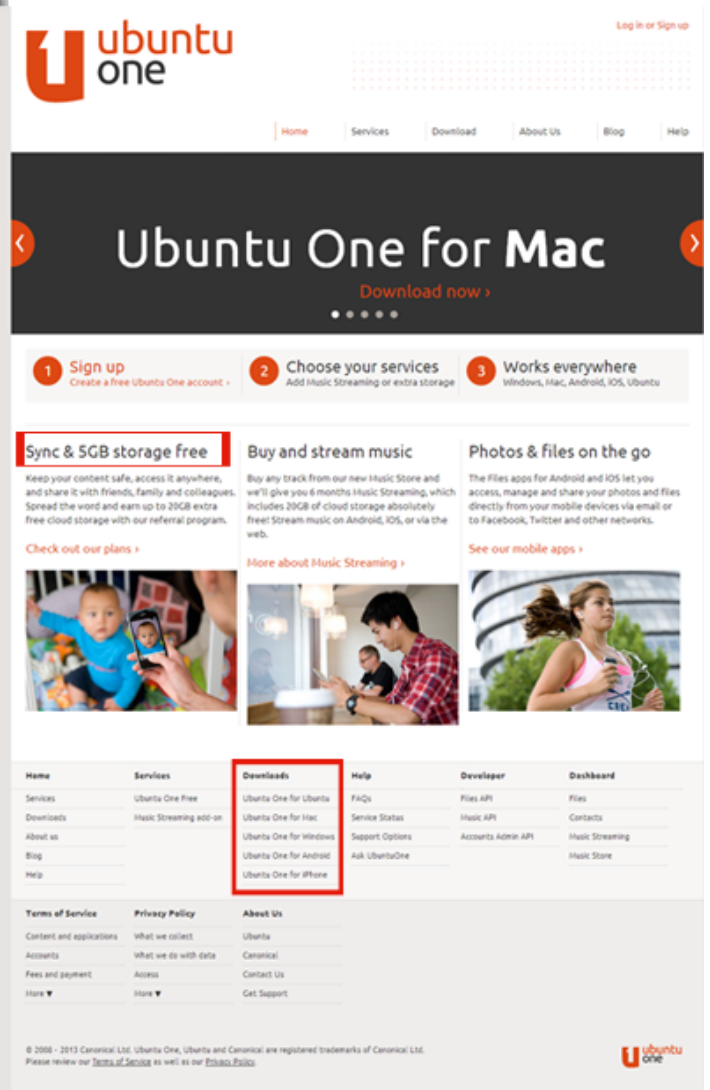 ubuntu
one
Log in or Sign up
Home Services Download About Us Blog Help
Ubuntu One for Mac
Download now ›
1 Sign up
Create a free Ubuntu One account ›
2 Choose your services
Add Music Streaming or extra storage
3 Works everywhere
Windows, Mac, Android, iOS, Ubuntu
Sync & 5GB storage free
Keep your content safe, access it anywhere,
and share it with friends, family and colleagues.
Spread the word and earn up to 20GB extra
free cloud storage with our referral program.
Check out our plans ›
Buy and stream music
Buy any track from our new Music Store and
we'll give you 6 months Music Streaming, which
includes 20GB of cloud storage absolutely
free! Stream music on Android, iOS, or via the
web.
More about Music Streaming ›
Photos & files on the go
The Files apps for Android and iOS let you
access, manage and share your photos and files
directly from your mobile devices via email or
to Facebook, Twitter and other networks.
See our mobile apps ›
Home
Services
Downloads
About us
Blog
Help
Services
Ubuntu One Free
Music Streaming add-on
Downloads
Ubuntu One for Ubuntu
Ubuntu One for Mac
Ubuntu One for Windows
Ubuntu One for Android
Ubuntu One for iPhone
Help
FAQs
Service Status
Support Options
Ask UbuntuOne
Developer
Files API
Music API
Accounts Admin API
Dashboard
Files
Contacts
Music Streaming
Music Store
Terms of Service
Content and applications
Accounts
Fees and payment
More ▼
Privacy Policy
What we collect
What we do with data
Access
More ▼
About Us
Ubuntu
Canonical
Contact Us
Get Support
© 2008 - 2013 Canonical Ltd. Ubuntu One, Ubuntu and Canonical are registered trademarks of Canonical Ltd.
Please review our Terms of Service as well as our Privacy Policy.
ubuntu
one